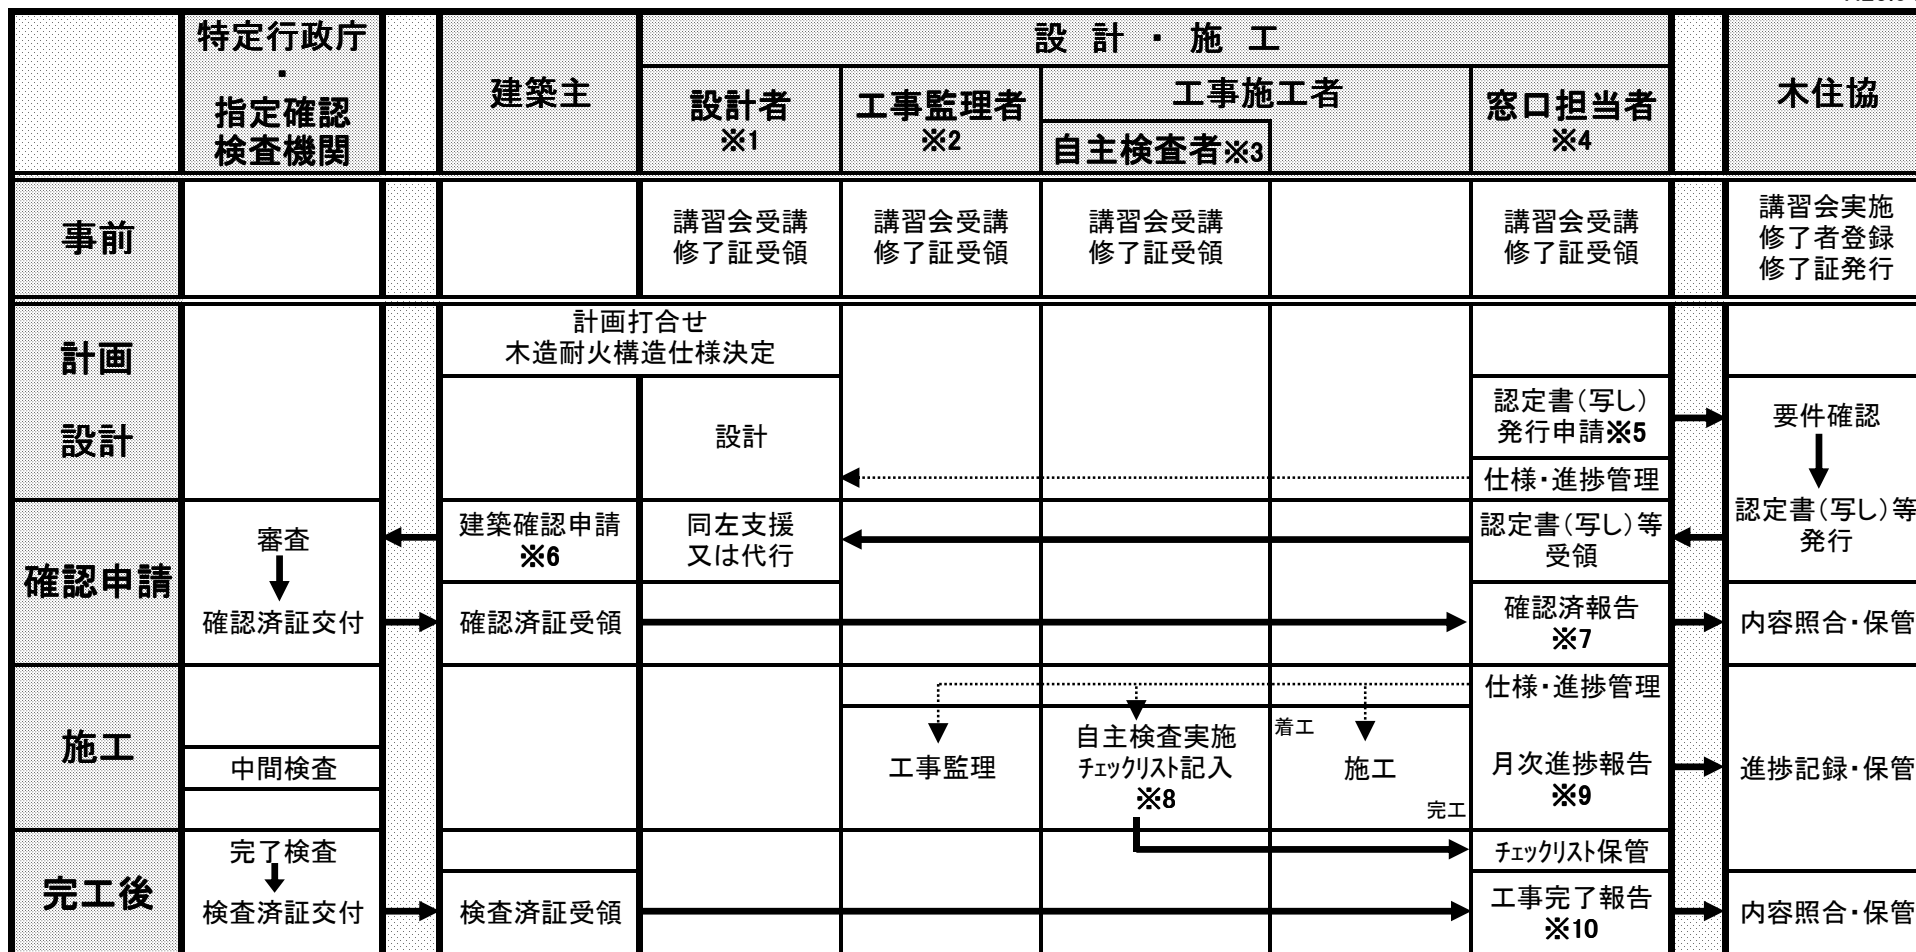 特定行政庁
・
指定確認
検査機関
建築主
設 計 ・ 施 工
設計者
※1
工事監理者
※2
工事施工者
自主検査者※3
窓口担当者
※4
木住協
事前
講習会受講
修了証受領
講習会受講
修了証受領
講習会受講
修了証受領
講習会受講
修了証受領
講習会実施
修了者登録
修了証発行
計画
設計
計画打合せ
木造耐火構造仕様決定
設計
認定書(写し)
発行申請※5
仕様・進捗管理
要件確認
認定書(写し)等
発行
確認申請
審査
確認済証交付
建築確認申請
※6
同左支援
又は代行
認定書(写し)等
受領
確認済証受領
確認済報告
※7
内容照合・保管
施工
中間検査
工事監理
自主検査実施
チェックリスト記入
※8
着工
施工
完工
仕様・進捗管理
月次進捗報告
※9
進捗記録・保管
完工後
完了検査
検査済証交付
検査済証受領
チェックリスト保管
工事完了報告
※10
内容照合・保管